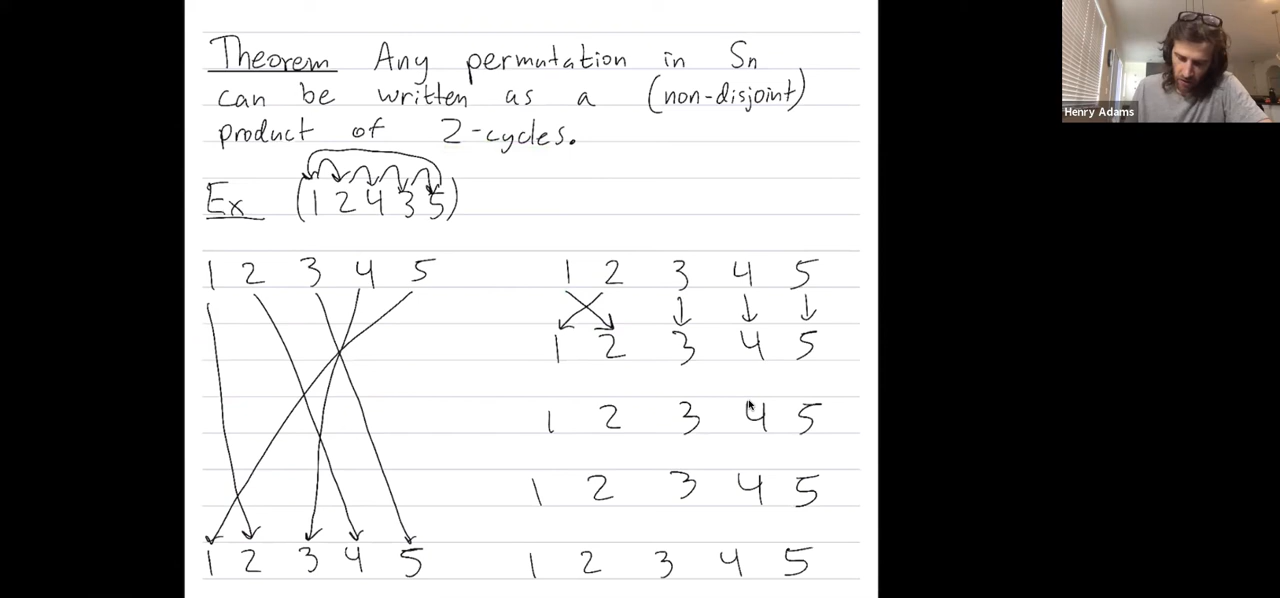 Theorem Any permutation in Sn
can be written as a (non-disjoint)
product of 2-cycles.
Ex (1 2 4 3 5)
1 2 3 4 5
1 2 3 4 5
1 2 3 4 5
1 2 3 4 5
1 2 3 4 5
1 2 3 4 5
1 2 3 4 5
Henry Adams